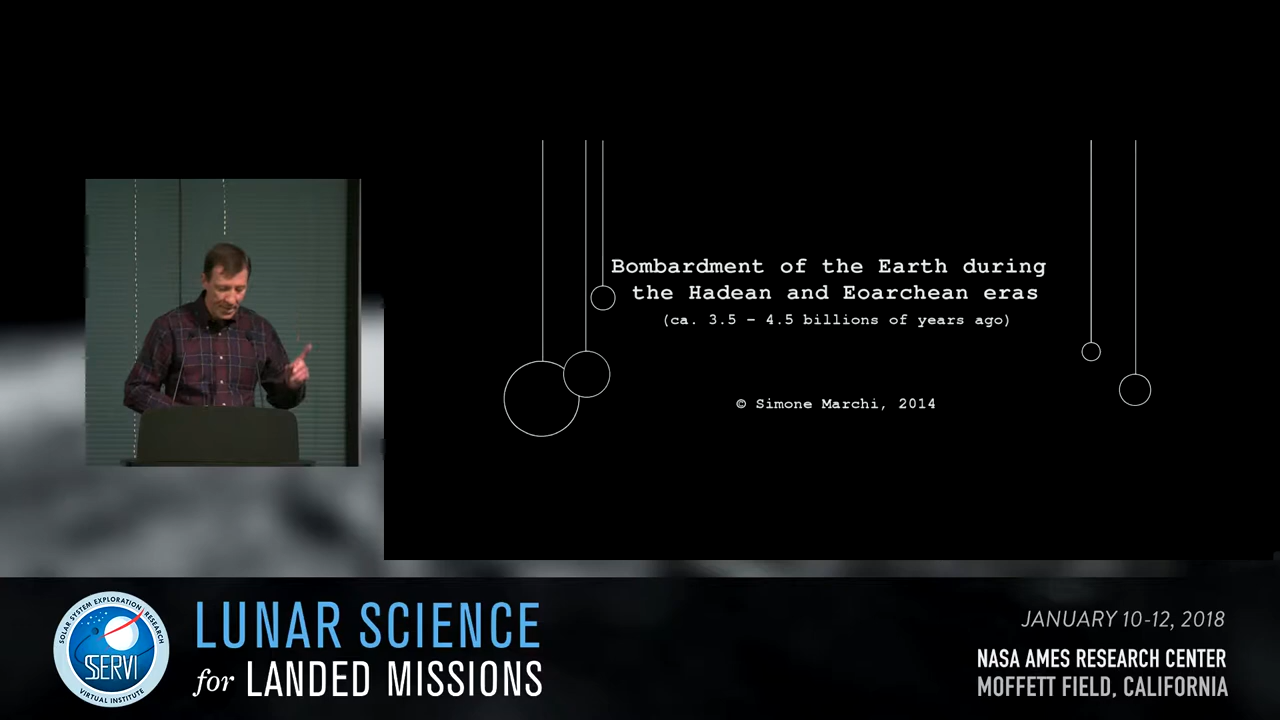 Bombardment of the Earth during
the Hadean and Eoarchean eras
(ca. 3.5 – 4.5 billions of years ago)
© Simone Marchi, 2014
SOLAR SYSTEM EXPLORATION RESEARCH
SSERVI
VIRTUAL INSTITUTE
LUNAR SCIENCE
for LANDED MISSIONS
JANUARY 10-12, 2018
NASA AMES RESEARCH CENTER
MOFFETT FIELD, CALIFORNIA